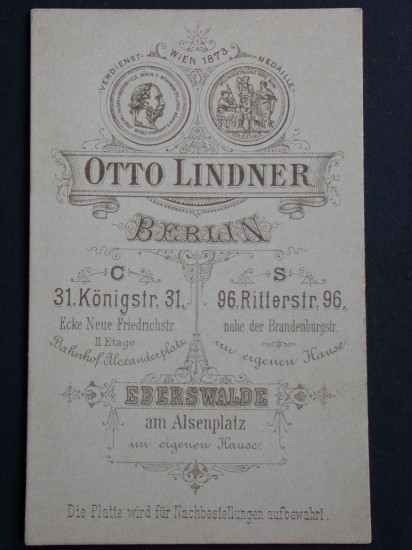 VERDIENST- WIEN 1873. MEDAILLE
OTTO LINDNER
BERLIN
C
31. Königstr. 31.
Ecke Neue Friedrichstr.
II. Etage
Bahnhof Alexanderplatz
S
96. Ritterstr. 96.
nahe der Brandenburgstr.
im eigenen Hause.
EBERSWALDE
am Alsenplatz
im eigenen Hause.
Die Platte wird für Nachbestellungen aufbewahrt.